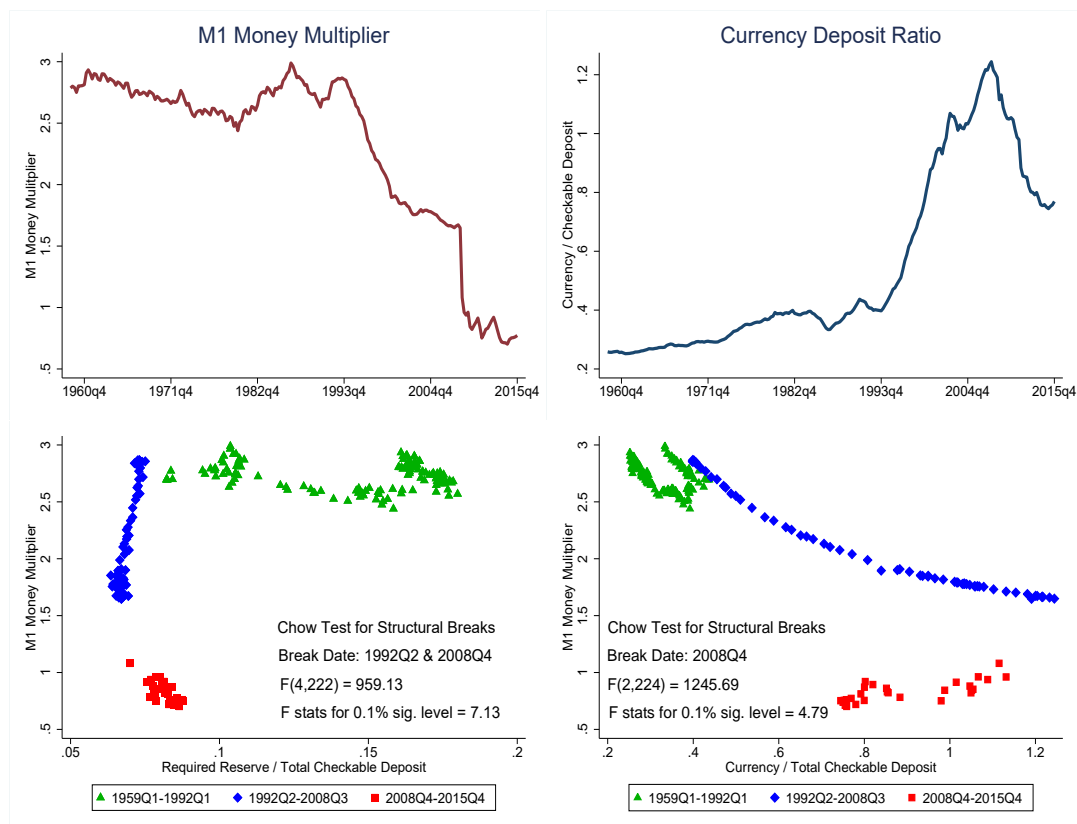 M1 Money Multiplier
M1 Money Mulitplier
3
2.5
2
1.5
1
.5
1960q4 1971q4 1982q4 1993q4 2004q4 2015q4
Currency Deposit Ratio
Currency / Checkable Deposit
1.2
1
.8
.6
.4
.2
1960q4 1971q4 1982q4 1993q4 2004q4 2015q4
M1 Money Mulitplier
3
2.5
2
1.5
1
.5
Chow Test for Structural Breaks
Break Date: 1992Q2 & 2008Q4
F(4,222) = 959.13
F stats for 0.1% sig. level = 7.13
.05 .1 .15 .2
Required Reserve / Total Checkable Deposit
1959Q1-1992Q1 1992Q2-2008Q3 2008Q4-2015Q4
M1 Money Mulitplier
3
2.5
2
1.5
1
.5
Chow Test for Structural Breaks
Break Date: 2008Q4
F(2,224) = 1245.69
F stats for 0.1% sig. level = 4.79
.2 .4 .6 .8 1 1.2
Currency / Total Checkable Deposit
1959Q1-1992Q1 1992Q2-2008Q3 2008Q4-2015Q4